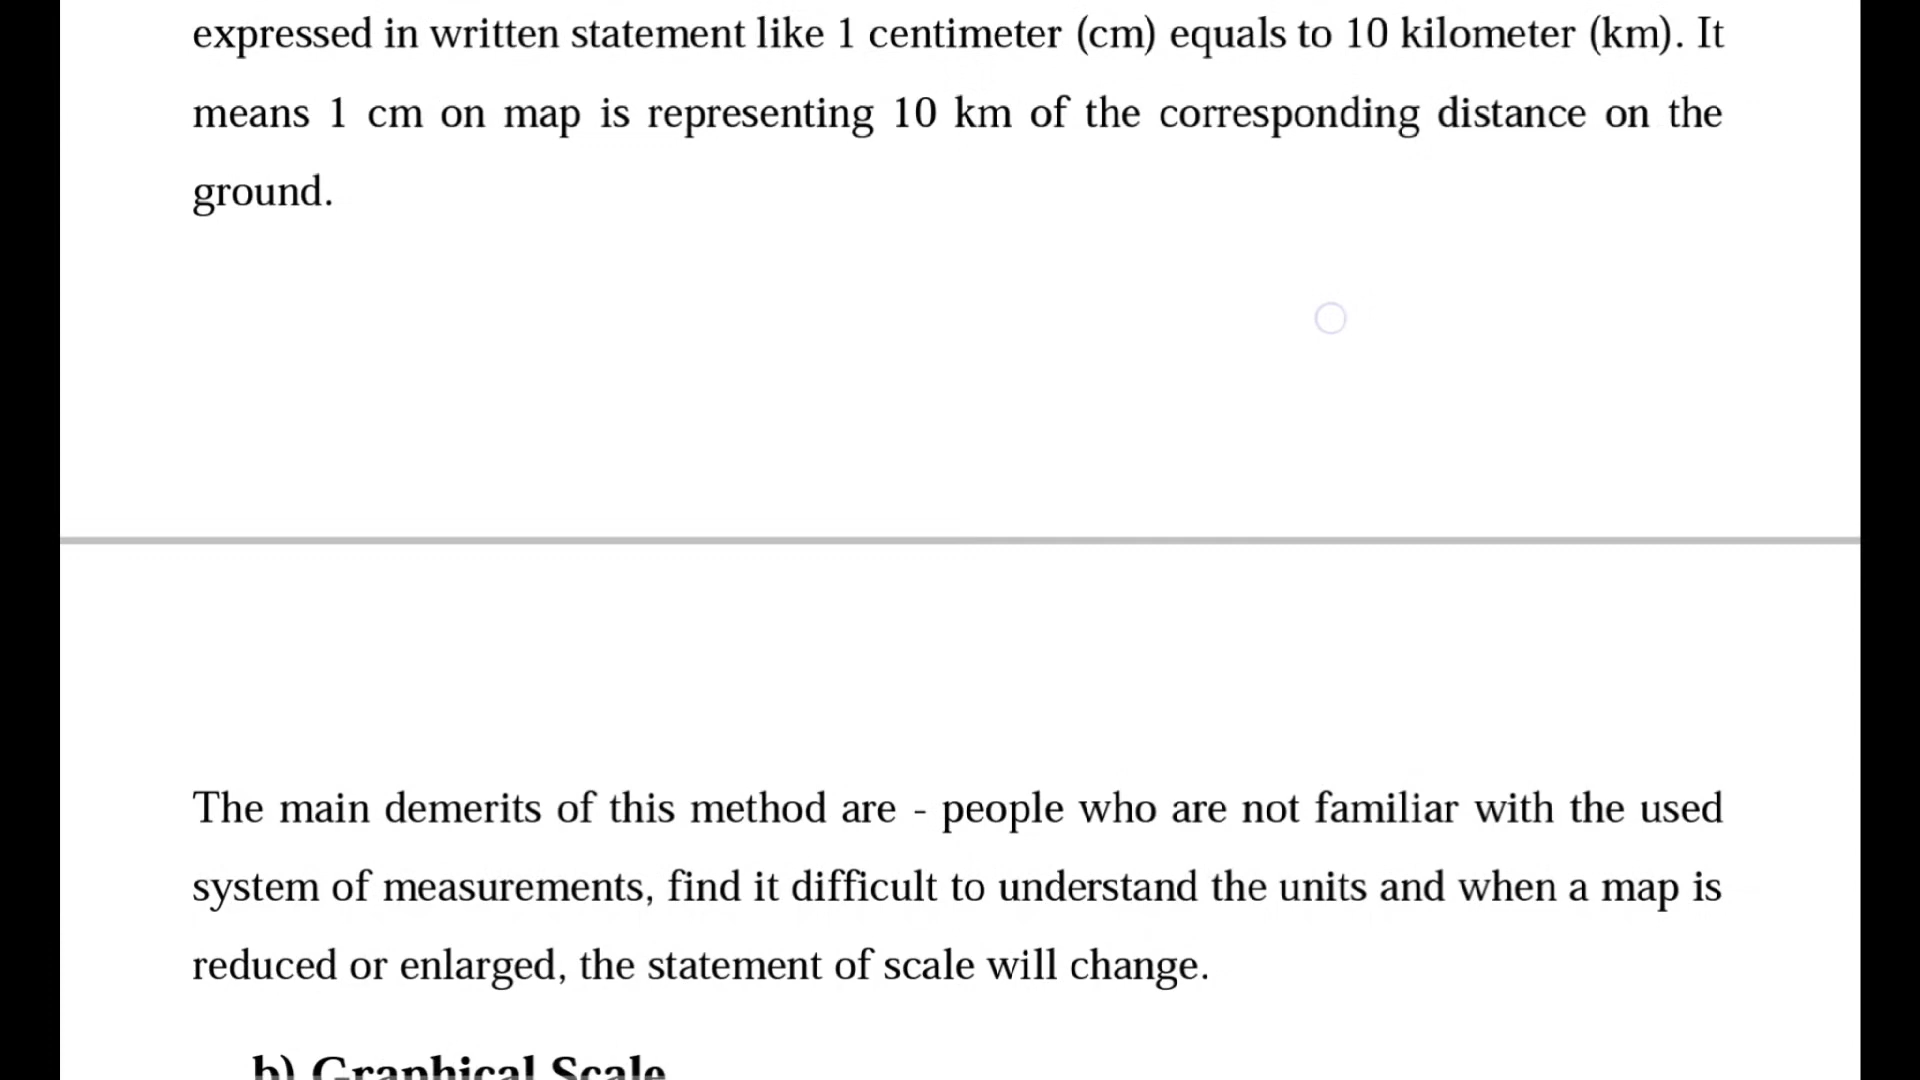 expressed in written statement like 1 centimeter (cm) equals to 10 kilometer (km). It
means 1 cm on map is representing 10 km of the corresponding distance on the
ground.
The main demerits of this method are - people who are not familiar with the used
system of measurements, find it difficult to understand the units and when a map is
reduced or enlarged, the statement of scale will change.
b) Graphical Scale